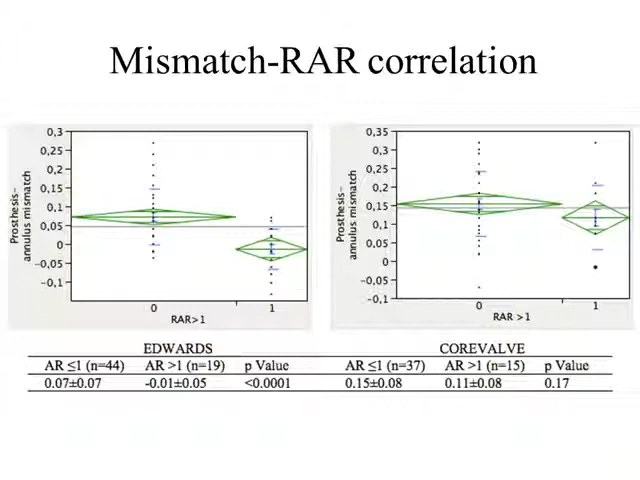 Mismatch-RAR correlation
0,3
0,25
0,2
0,15
0,1
0,05
0
-0,05
-0,1
Prosthesis-
annulus mismatch
0 1
RAR>1
0,35
0,3
0,25
0,2
0,15
0,1
0,05
0
-0,05
-0,1
Prosthesis-
annulus mismatch
0 1
RAR>1
EDWARDS COREVALVE
AR ≤1 (n=44) AR >1 (n=19) p Value AR ≤1 (n=37) AR >1 (n=15) p Value
0.07±0.07 -0.01±0.05 <0.0001 0.15±0.08 0.11±0.08 0.17